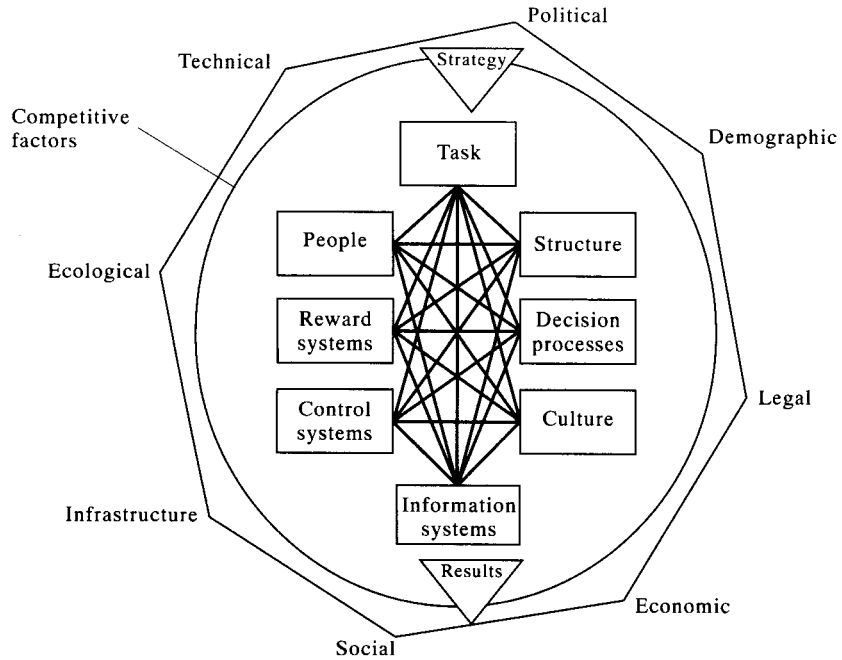 Political
Technical
Strategy
Competitive
factors
Demographic
Task
People
Structure
Ecological
Reward
systems
Decision
processes
Control
systems
Culture
Legal
Information
systems
Infrastructure
Results
Economic
Social